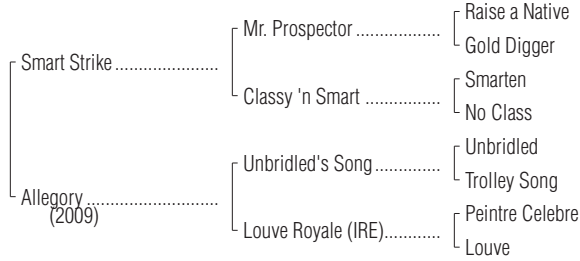 Raise a Native
Mr. Prospector ..................
Gold Digger
Smart Strike ......................
Smarten
Classy 'n Smart ................
No Class
Unbridled
Unbridled's Song ..............
Trolley Song
Allegory ............................
(2009)
Peintre Celebre
Louve Royale (IRE)............
Louve